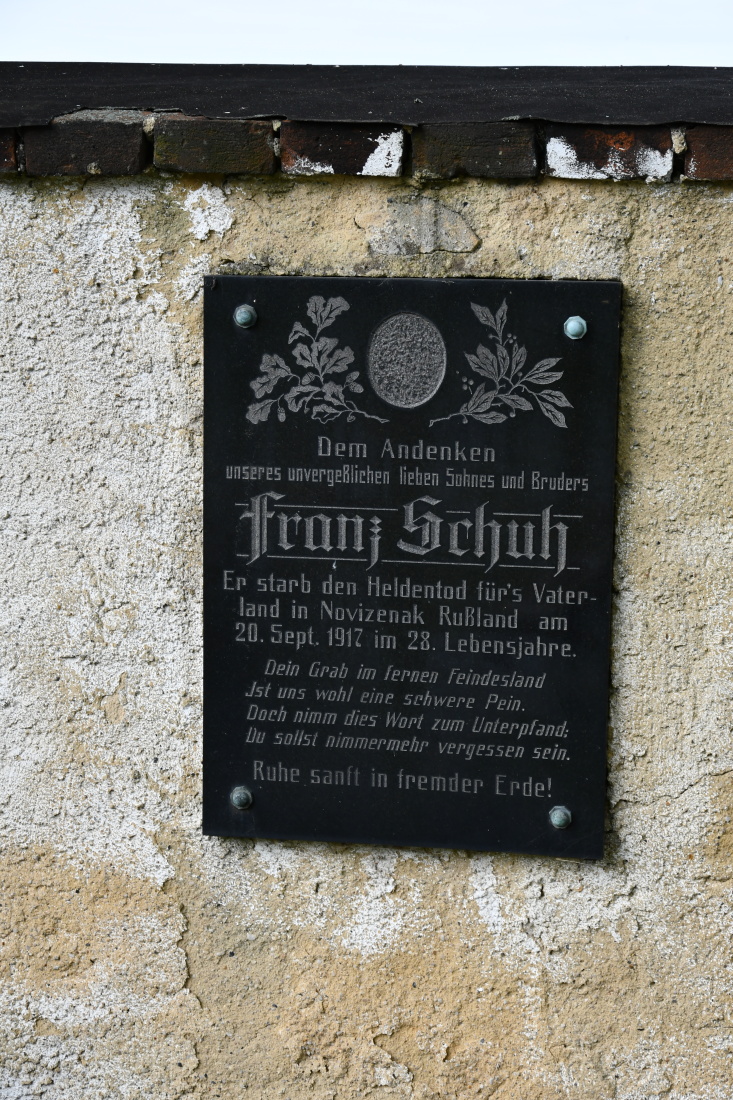 Dem Andenken
unseres unvergeßlichen lieben Sohnes und Bruders
Franz Schuh
Er starb den Heldentod für's Vater-
land in Novizenak Rußland am
20. Sept. 1917 im 28. Lebensjahre.
Dein Grab im fernen Feindesland
Jst uns wohl eine schwere Pein.
Doch nimm dies Wort zum Unterpfand:
Du sollst nimmermehr vergessen sein.
Ruhe sanft in fremder Erde!